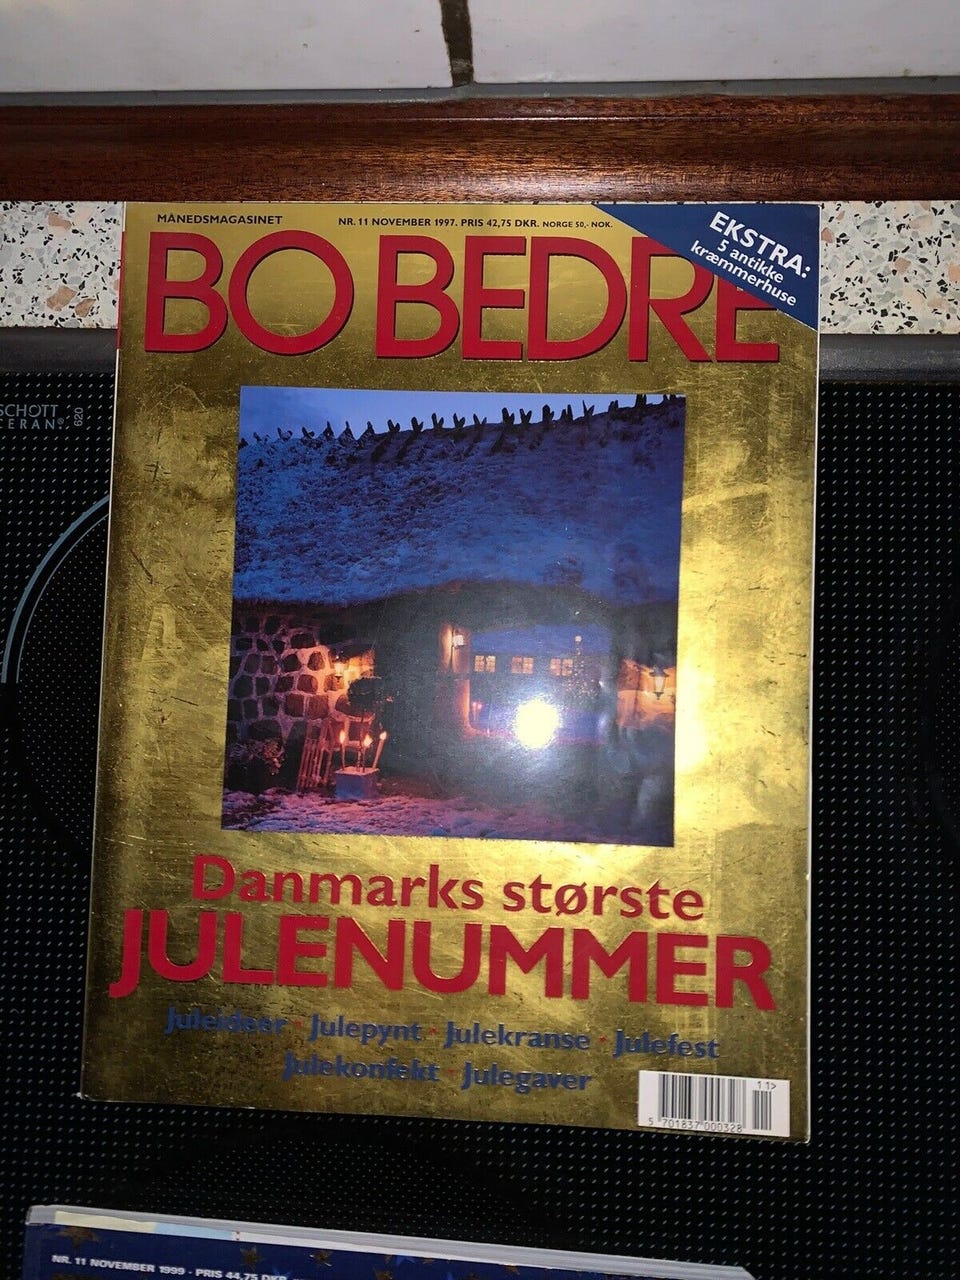 MÅNEDSMAGASINET
NR. 11 NOVEMBER 1997. PRIS 42,75 DKR. NORGE 50,- NOK.
BO BEDRE
EKSTRA:
5 antikke
kræmmerhuse
SCHOTT
CERAN®
620
Danmarks største
JULENUMMER
Juleideer · Julepynt · Julekranse · Julefest
Julekonfekt · Julegaver
11>
5 701837 000328
NR. 11 NOVEMBER 1999 - PRIS 44,75 DKR.